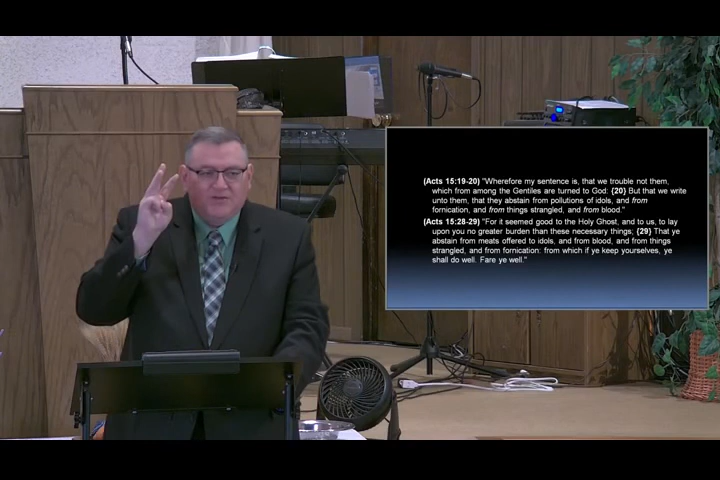 (Acts 15:19-20) "Wherefore my sentence is, that we trouble not them,
which from among the Gentiles are turned to God: {20} But that we write
unto them, that they abstain from pollutions of idols, and from
fornication, and from things strangled, and from blood."
(Acts 15:28-29) "For it seemed good to the Holy Ghost, and to us, to lay
upon you no greater burden than these necessary things; {29} That ye
abstain from meats offered to idols, and from blood, and from things
strangled, and from fornication: from which if ye keep yourselves, ye
shall do well. Fare ye well."